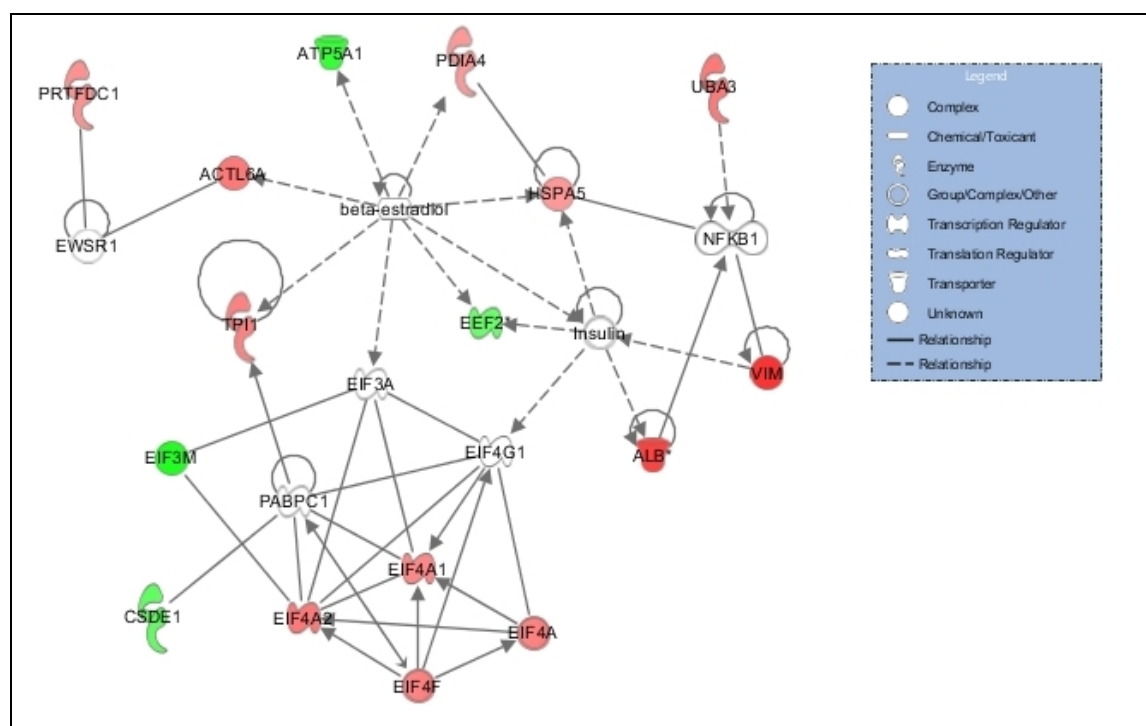 ATP5A1
PDIA4
PRTFDC1
UBA3
ACTL6A
HSPA5
beta-estradiol
EWSR1
NFKB1
TPI1
EEF2*
Insulin
VIM
EIF3A
EIF3M
EIF4G1
ALB*
PABPC1
EIF4A1
CSDE1
EIF4A2
EIF4A
EIF4F
Legend
Complex
Chemical/Toxicant
Enzyme
Group/Complex/Other
Transcription Regulator
Translation Regulator
Transporter
Unknown
Relationship
Relationship